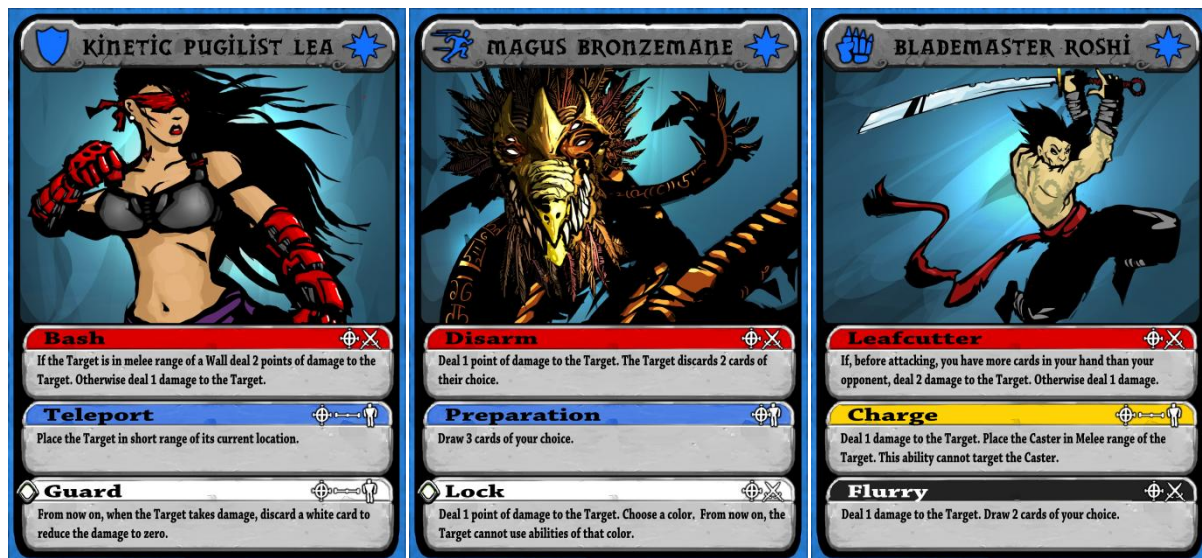 KINETIC PUGILIST LEA
Bash
If the Target is in melee range of a Wall deal 2 points of damage to the
Target. Otherwise deal 1 damage to the Target.
Teleport
Place the Target in short range of its current location.
Guard
From now on, when the Target takes damage, discard a white card to
reduce the damage to zero.
MAGUS BRONZEMANE
Disarm
Deal 1 point of damage to the Target. The Target discards 2 cards of
their choice.
Preparation
Draw 3 cards of your choice.
Lock
Deal 1 point of damage to the Target. Choose a color. From now on, the
Target cannot use abilities of that color.
BLADEMASTER ROSHI
Leafcutter
If, before attacking, you have more cards in your hand than your
opponent, deal 2 damage to the Target. Otherwise deal 1 damage.
Charge
Deal 1 damage to the Target. Place the Caster in Melee range of the
Target. This ability cannot target the Caster.
Flurry
Deal 1 damage to the Target. Draw 2 cards of your choice.